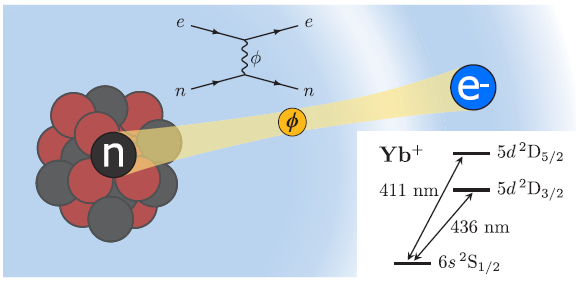 e e
ϕ
n n
e-
ϕ
n
Yb⁺ 5d ²D₅/₂
411 nm 5d ²D₃/₂
436 nm
6s ²S₁/₂